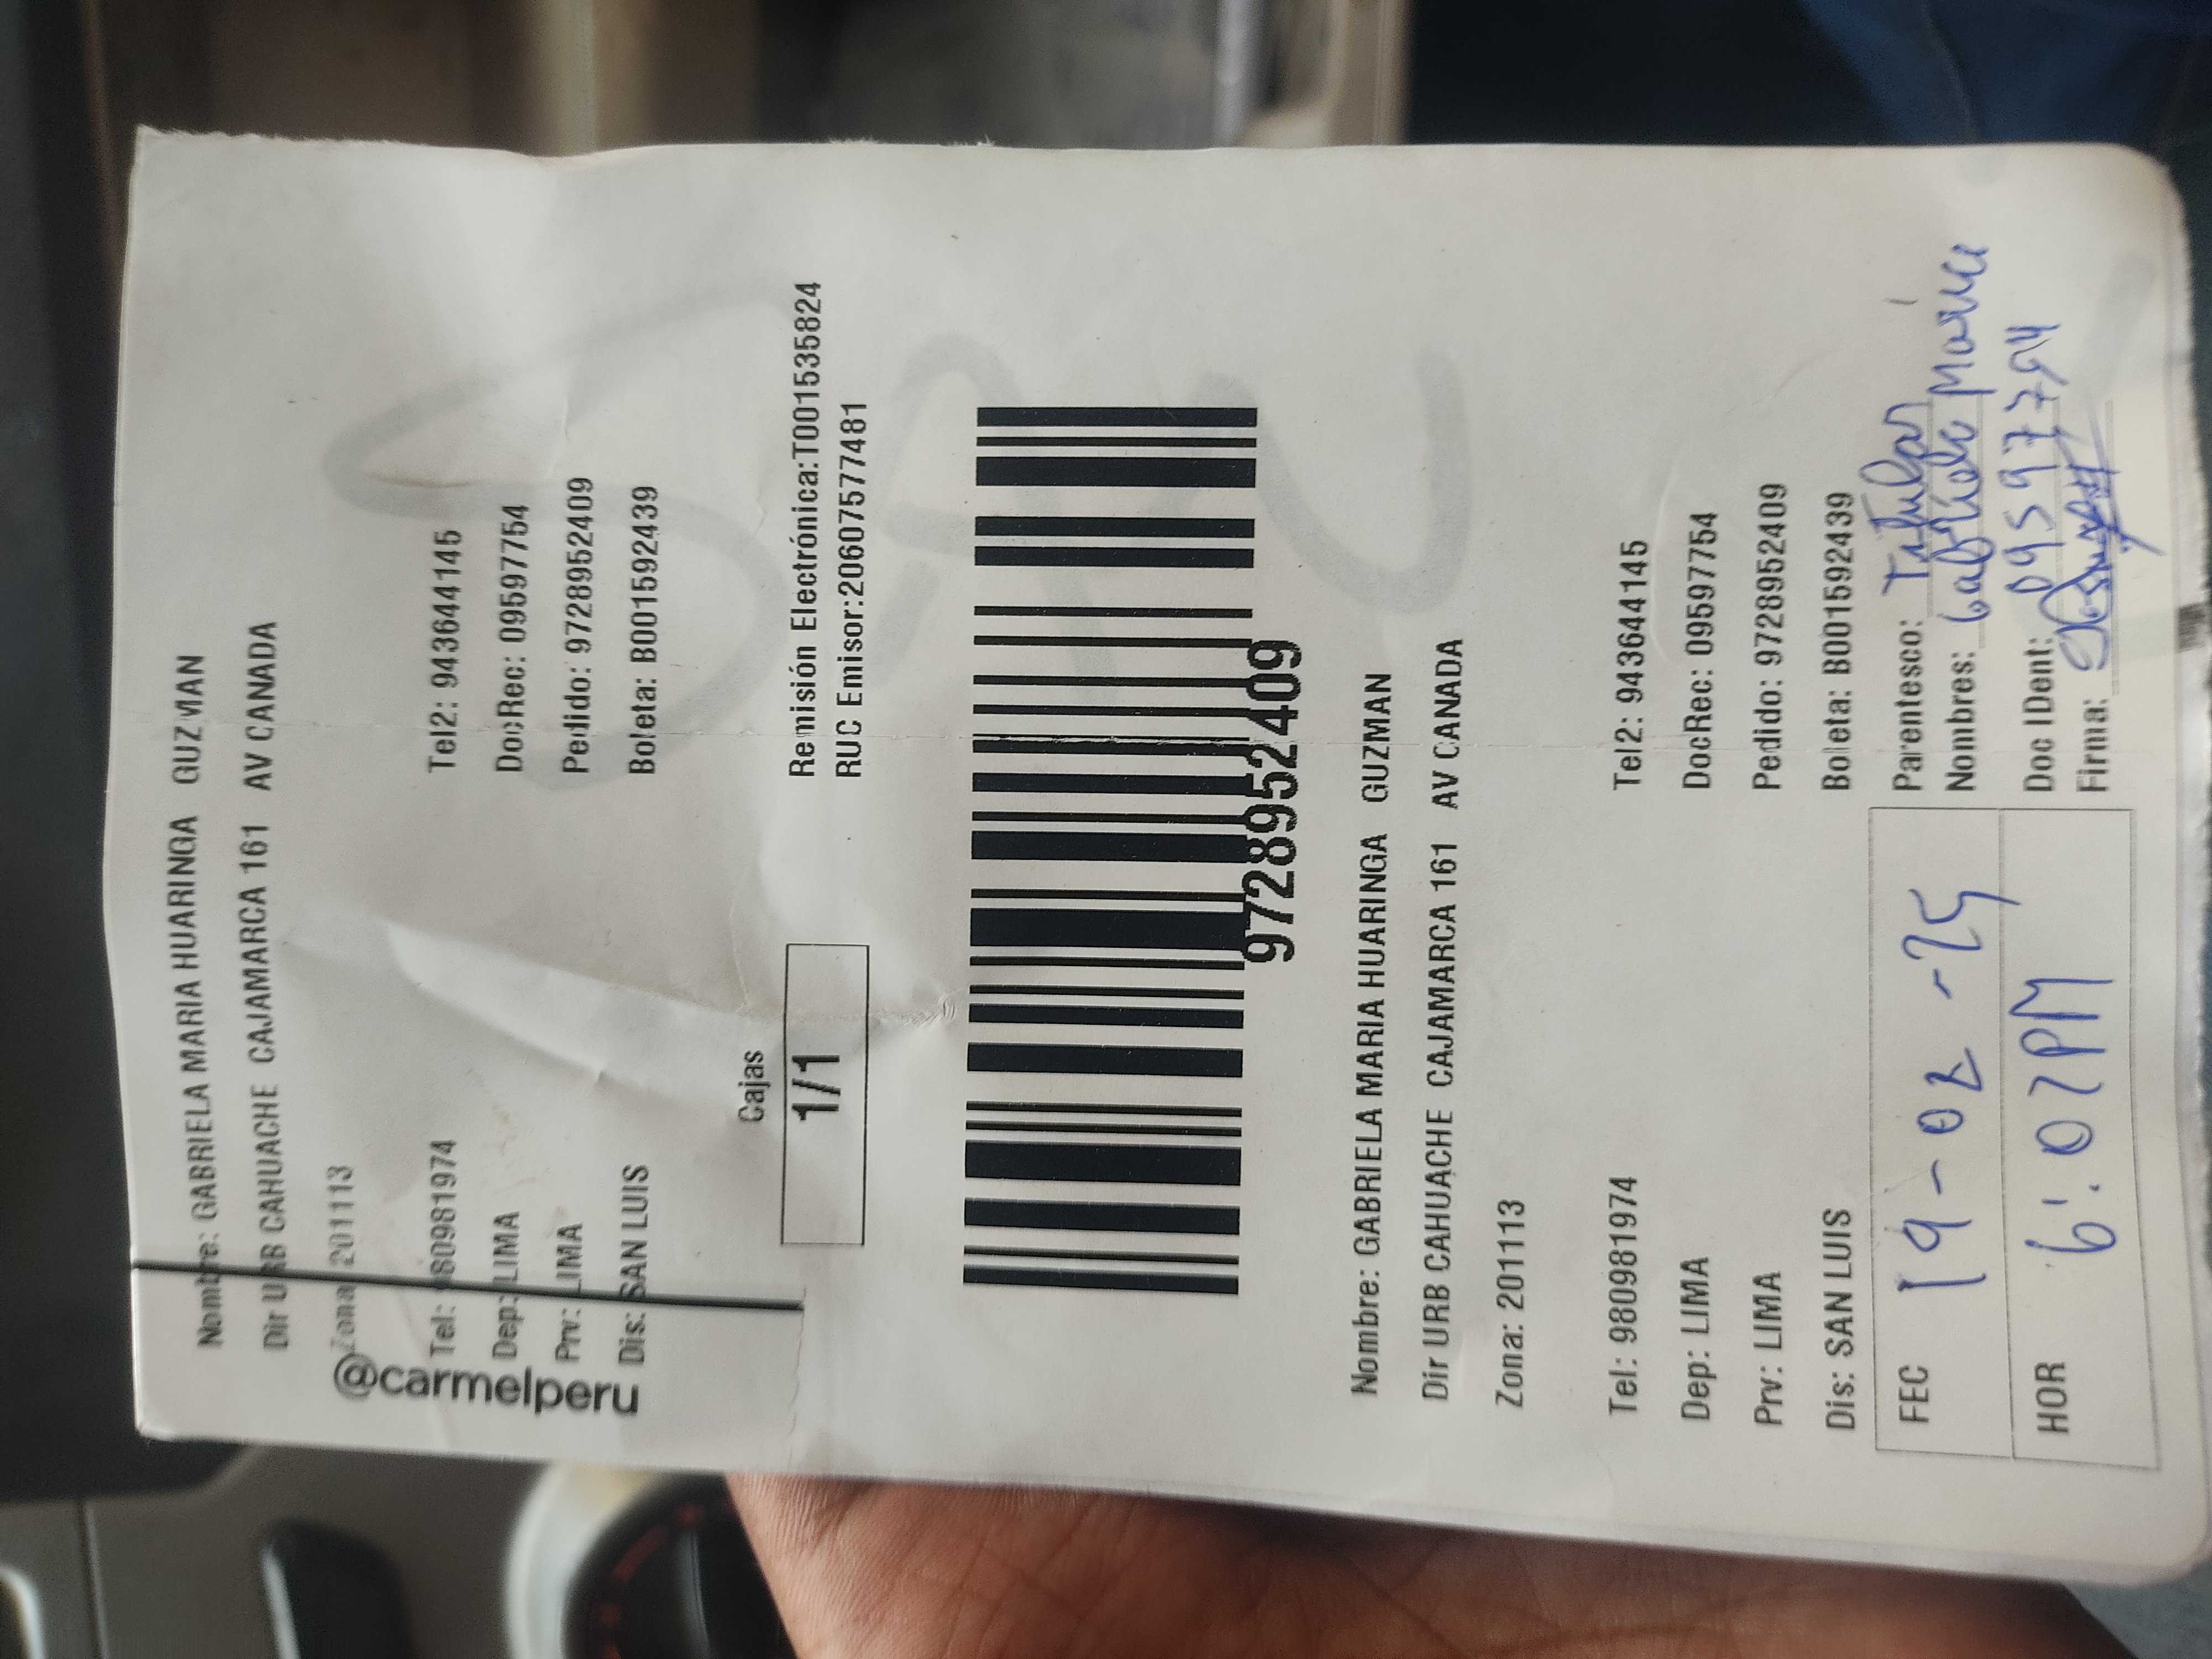 Nombre: GABRIELA MARIA HUARINGA GUZMAN
Dir URB CAHUACHE CAJAMARCA 161 AV CANADA
Zona: 201113
Tel: 980981974 Tel2: 943644145
Dep: LIMA DocRec: 09597754
Prv: LIMA Pedido: 9728952409
Dis: SAN LUIS Boleta: B001592439
@carmelperu
Cajas
1/1
Remisión Electrónica:T001535824
RUC Emisor:20607577481
9728952409
Nombre: GABRIELA MARIA HUARINGA GUZMAN
Dir URB CAHUACHE CAJAMARCA 161 AV CANADA
Zona: 201113
Tel: 980981974 Tel2: 943644145
Dep: LIMA DocRec: 09597754
Prv: LIMA Pedido: 9728952409
Dis: SAN LUIS Boleta: B001592439
FEC 19-02-25
HOR 6:02PM
Parentesco: Titular
Nombres: Gabriela María
Doc IDent:
Firma: